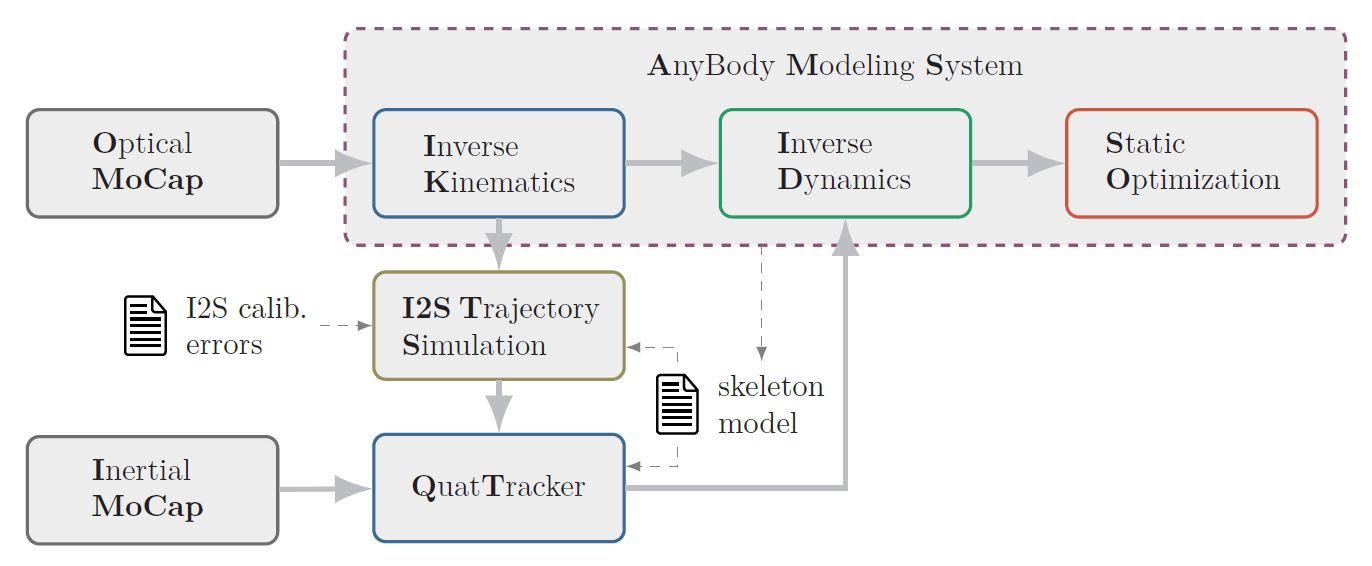 AnyBody Modeling System
Optical
MoCap
Inverse
Kinematics
Inverse
Dynamics
Static
Optimization
I2S calib.
errors
I2S Trajectory
Simulation
skeleton
model
Inertial
MoCap
QuatTracker